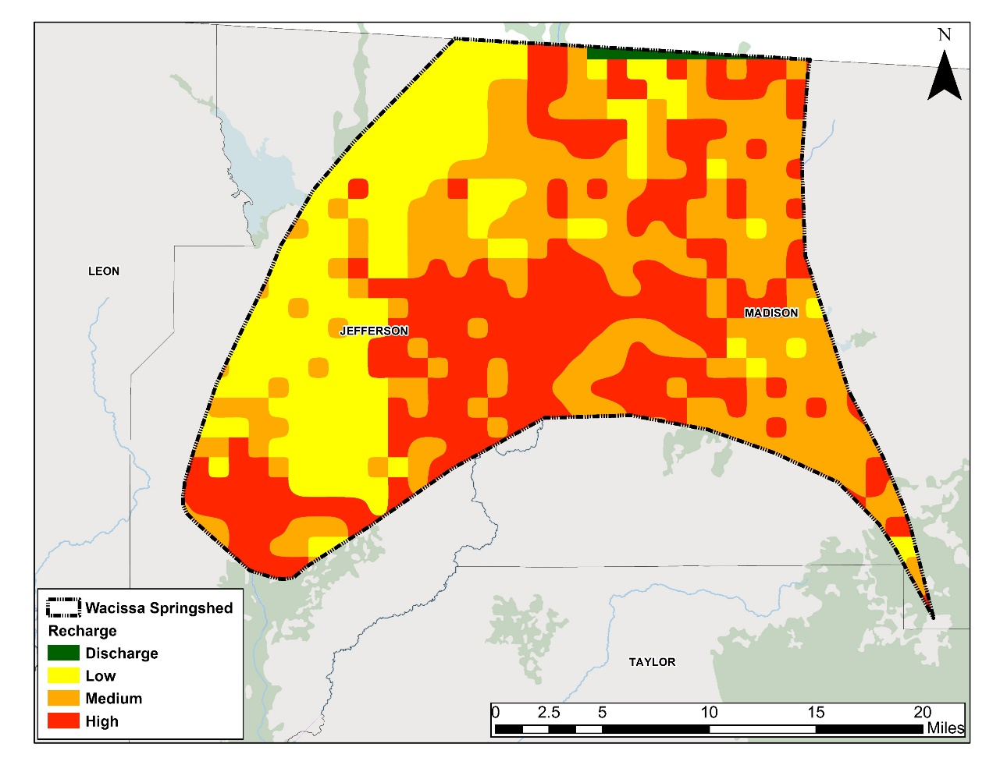 N
LEON
JEFFERSON
MADISON
TAYLOR
Wacissa Springshed
Recharge
Discharge
Low
Medium
High
0 2.5 5 10 15 20
Miles